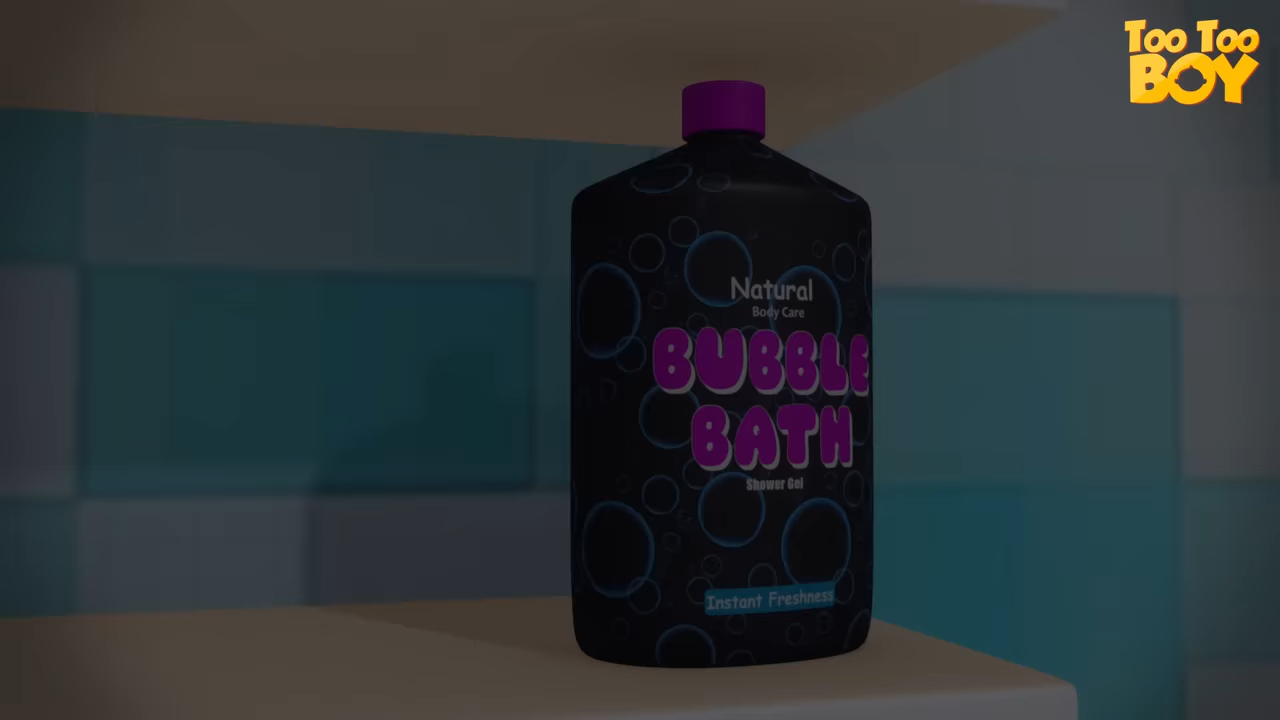 Too Too
BOY
Natural
Body Care
BUBBLE
BATH
Shower Gel
Instant Freshness